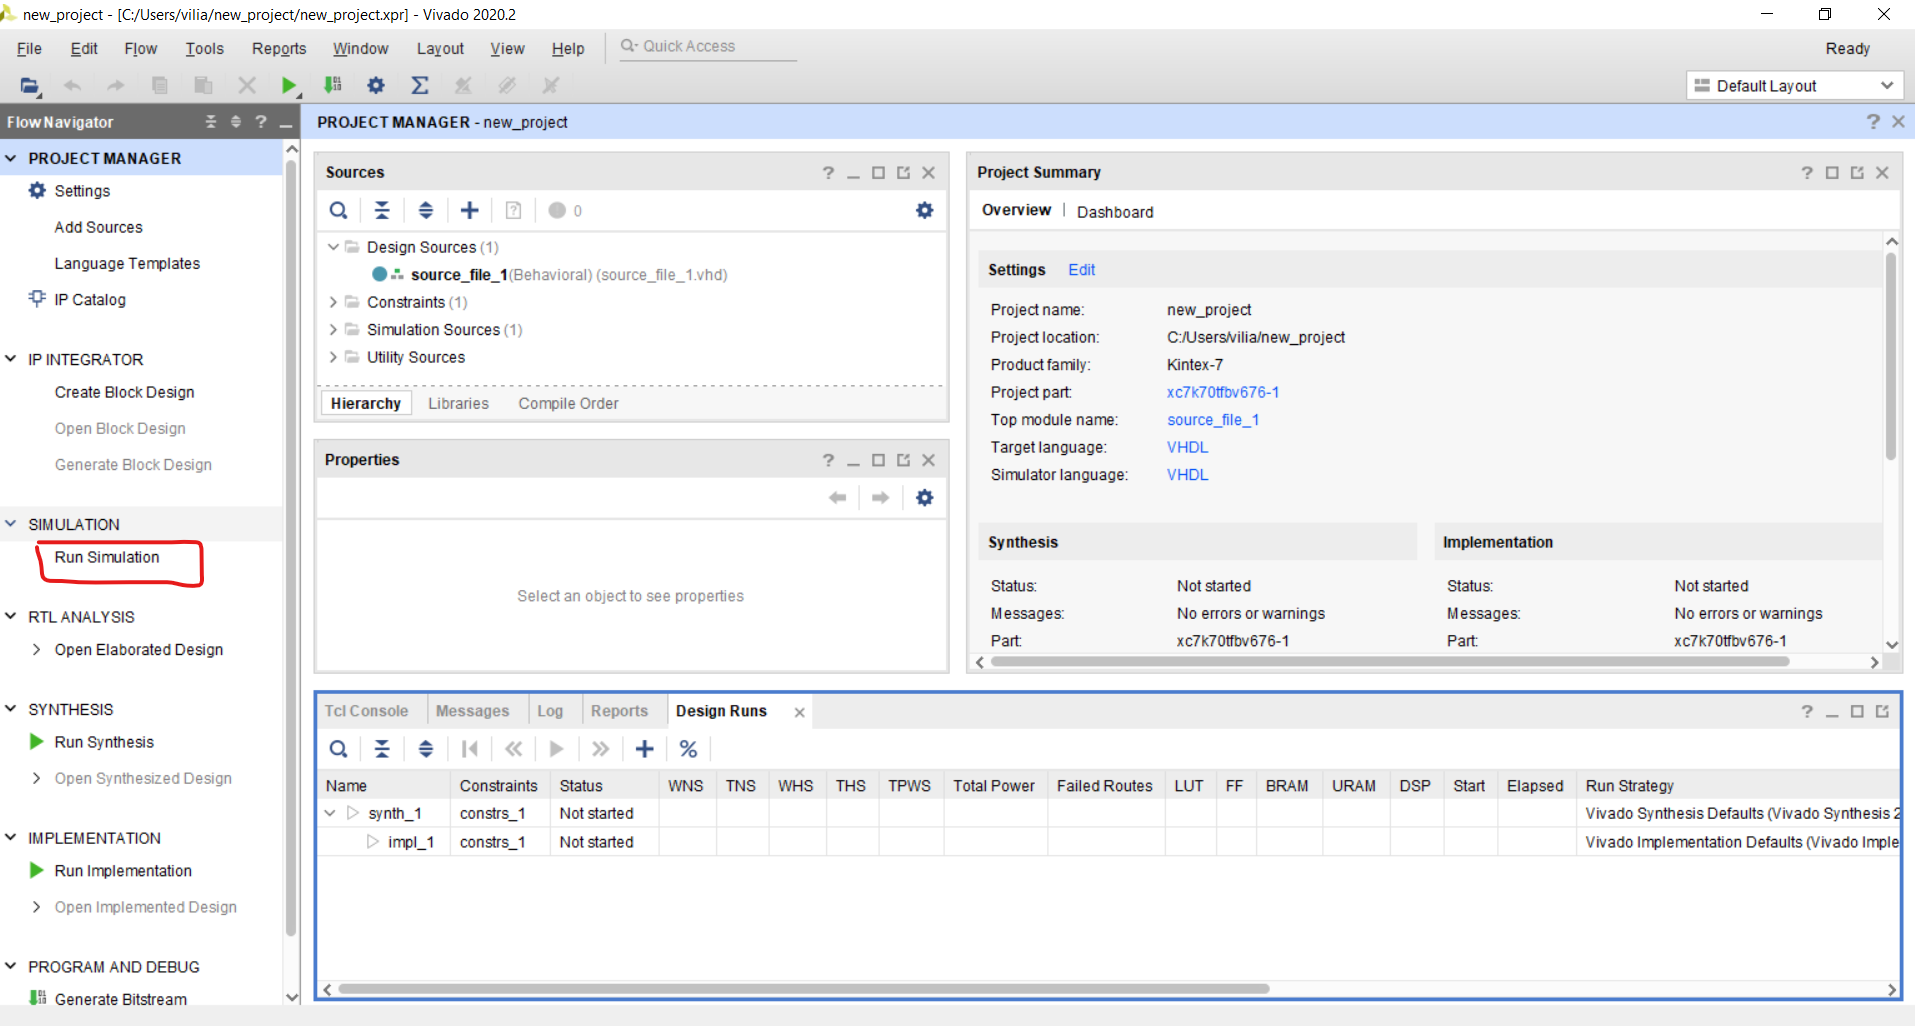 new_project - [C:/Users/vilia/new_project/new_project.xpr] - Vivado 2020.2
File Edit Flow Tools Reports Window Layout View Help Quick Access Ready
Default Layout
Flow Navigator
PROJECT MANAGER - new_project
PROJECT MANAGER
Settings
Add Sources
Language Templates
IP Catalog
IP INTEGRATOR
Create Block Design
Open Block Design
Generate Block Design
SIMULATION
Run Simulation
RTL ANALYSIS
Open Elaborated Design
SYNTHESIS
Run Synthesis
Open Synthesized Design
IMPLEMENTATION
Run Implementation
Open Implemented Design
PROGRAM AND DEBUG
Generate Bitstream
Sources
0
Design Sources (1)
source_file_1(Behavioral) (source_file_1.vhd)
Constraints (1)
Simulation Sources (1)
Utility Sources
Hierarchy Libraries Compile Order
Properties
Select an object to see properties
Project Summary
Overview | Dashboard
Settings Edit
Project name: new_project
Project location: C:/Users/vilia/new_project
Product family: Kintex-7
Project part: xc7k70tfbv676-1
Top module name: source_file_1
Target language: VHDL
Simulator language: VHDL
Synthesis Implementation
Status: Not started Status: Not started
Messages: No errors or warnings Messages: No errors or warnings
Part: xc7k70tfbv676-1 Part: xc7k70tfbv676-1
Tcl Console Messages Log Reports Design Runs
Name Constraints Status WNS TNS WHS THS TPWS Total Power Failed Routes LUT FF BRAM URAM DSP Start Elapsed Run Strategy
synth_1 constrs_1 Not started Vivado Synthesis Defaults (Vivado Synthesis 2
impl_1 constrs_1 Not started Vivado Implementation Defaults (Vivado Imple